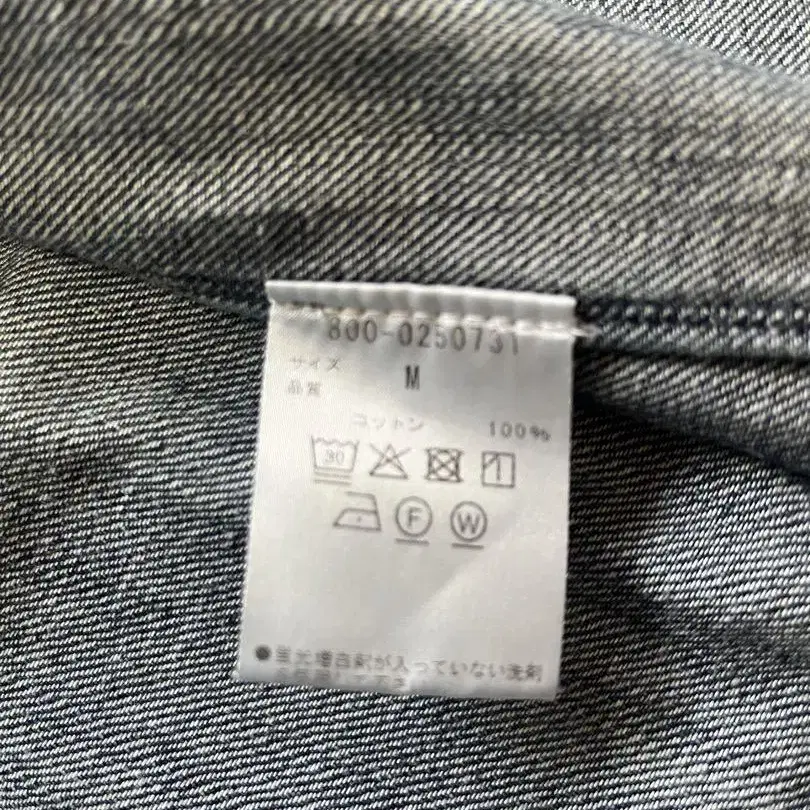 800-0250731
サイズ M
品質
コットン 100%
30
F W
●蛍光増白剤が入っていない洗剤